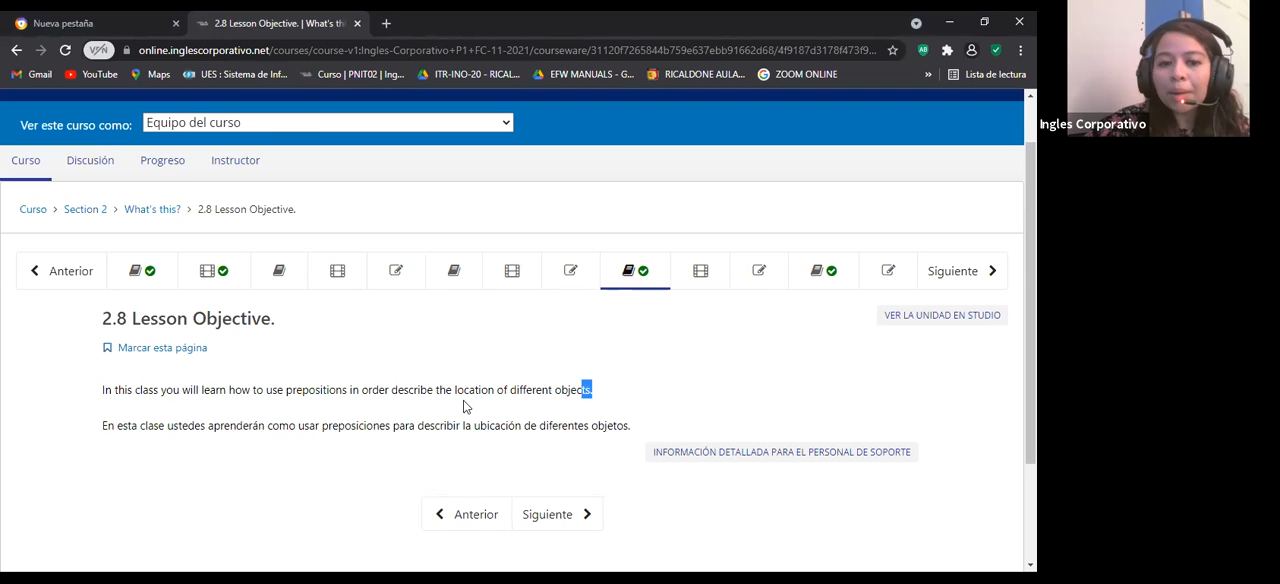 Nueva pestaña
2.8 Lesson Objective. | What's thi
online.inglescorporativo.net/courses/course-v1:Ingles-Corporativo+P1+FC-11-2021/courseware/31120f7265844b759e637ebb91662d68/4f9187d3178f473f9...
Gmail YouTube Maps UES : Sistema de Inf... Curso | PNIT02 | Ing... ITR-INO-20 - RICAL... EFW MANUALS - G... RICALDONE AULA... ZOOM ONLINE » Lista de lectura
Ver este curso como: Equipo del curso
Curso Discusión Progreso Instructor
Curso > Section 2 > What's this? > 2.8 Lesson Objective.
Anterior Siguiente
2.8 Lesson Objective.
VER LA UNIDAD EN STUDIO
Marcar esta página
In this class you will learn how to use prepositions in order describe the location of different objects.
En esta clase ustedes aprenderán como usar preposiciones para describir la ubicación de diferentes objetos.
INFORMACIÓN DETALLADA PARA EL PERSONAL DE SOPORTE
Anterior Siguiente
Ingles Corporativo